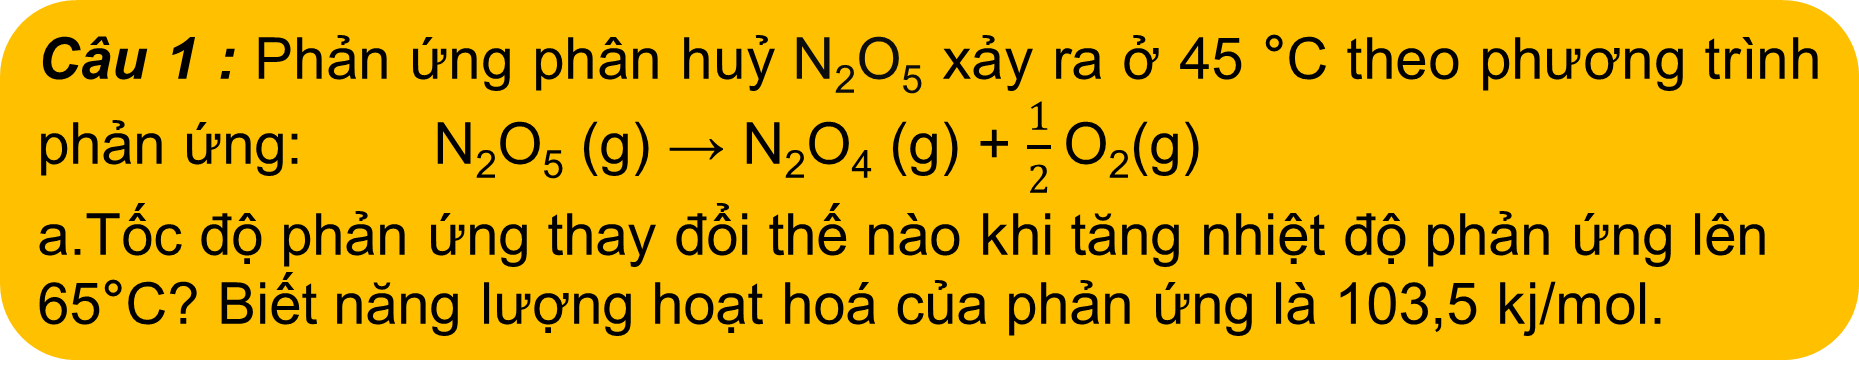 Câu 1 : Phản ứng phân huỷ N₂O₅ xảy ra ở 45 °C theo phương trình
phản ứng: N₂O₅ (g) → N₂O₄ (g) + 1/2 O₂(g)
a.Tốc độ phản ứng thay đổi thế nào khi tăng nhiệt độ phản ứng lên
65°C? Biết năng lượng hoạt hoá của phản ứng là 103,5 kj/mol.